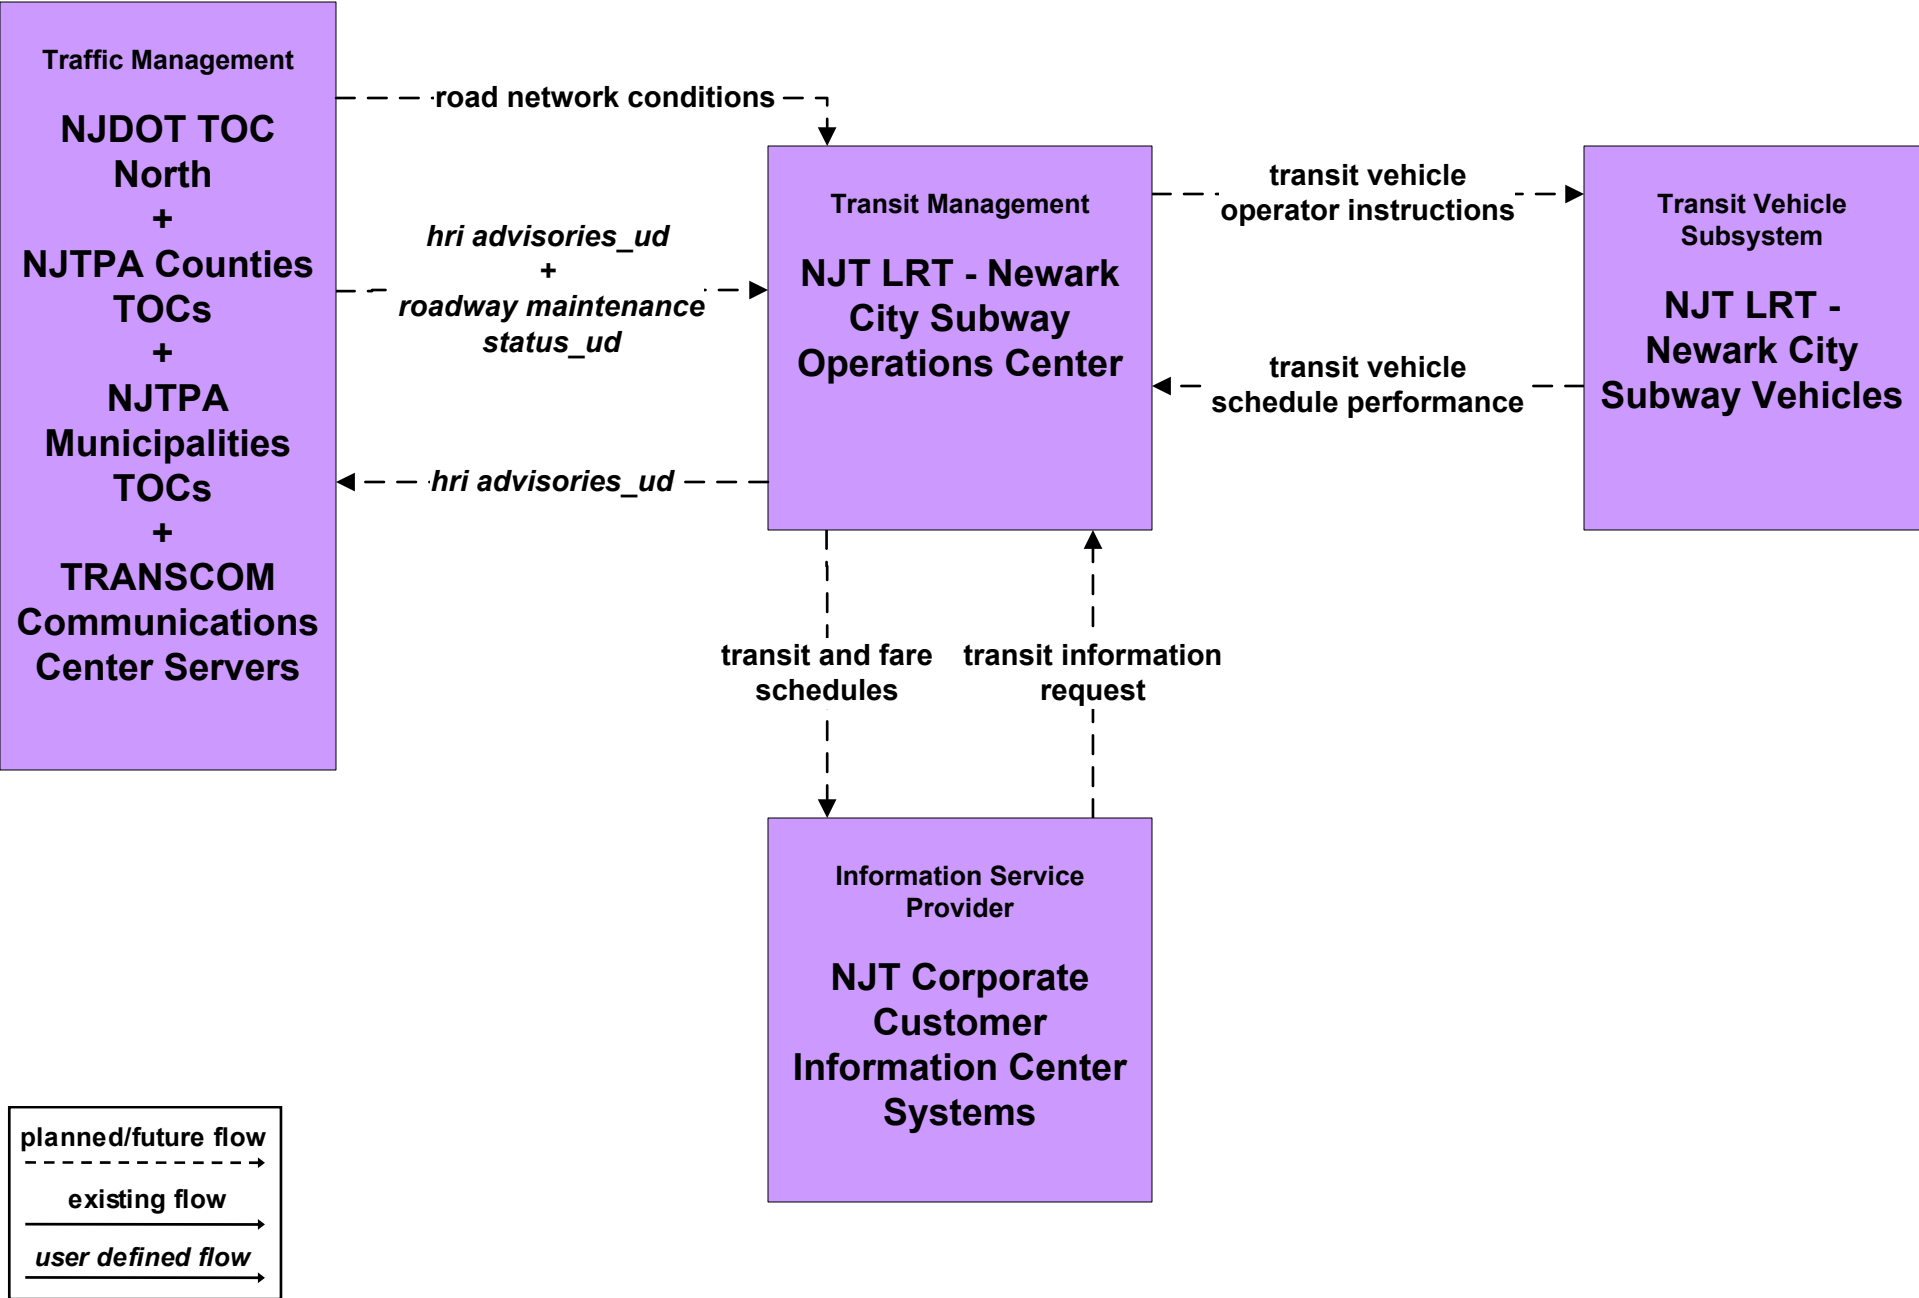 Traffic Management
NJDOT TOC
North
+
NJTPA Counties
TOCs
+
NJTPA
Municipalities
TOCs
+
TRANSCOM
Communications
Center Servers
road network conditions
hri advisories_ud
+
roadway maintenance
status_ud
hri advisories_ud
Transit Management
NJT LRT - Newark
City Subway
Operations Center
transit vehicle
operator instructions
transit vehicle
schedule performance
Transit Vehicle
Subsystem
NJT LRT -
Newark City
Subway Vehicles
transit and fare
schedules
transit information
request
Information Service
Provider
NJT Corporate
Customer
Information Center
Systems
planned/future flow
existing flow
user defined flow